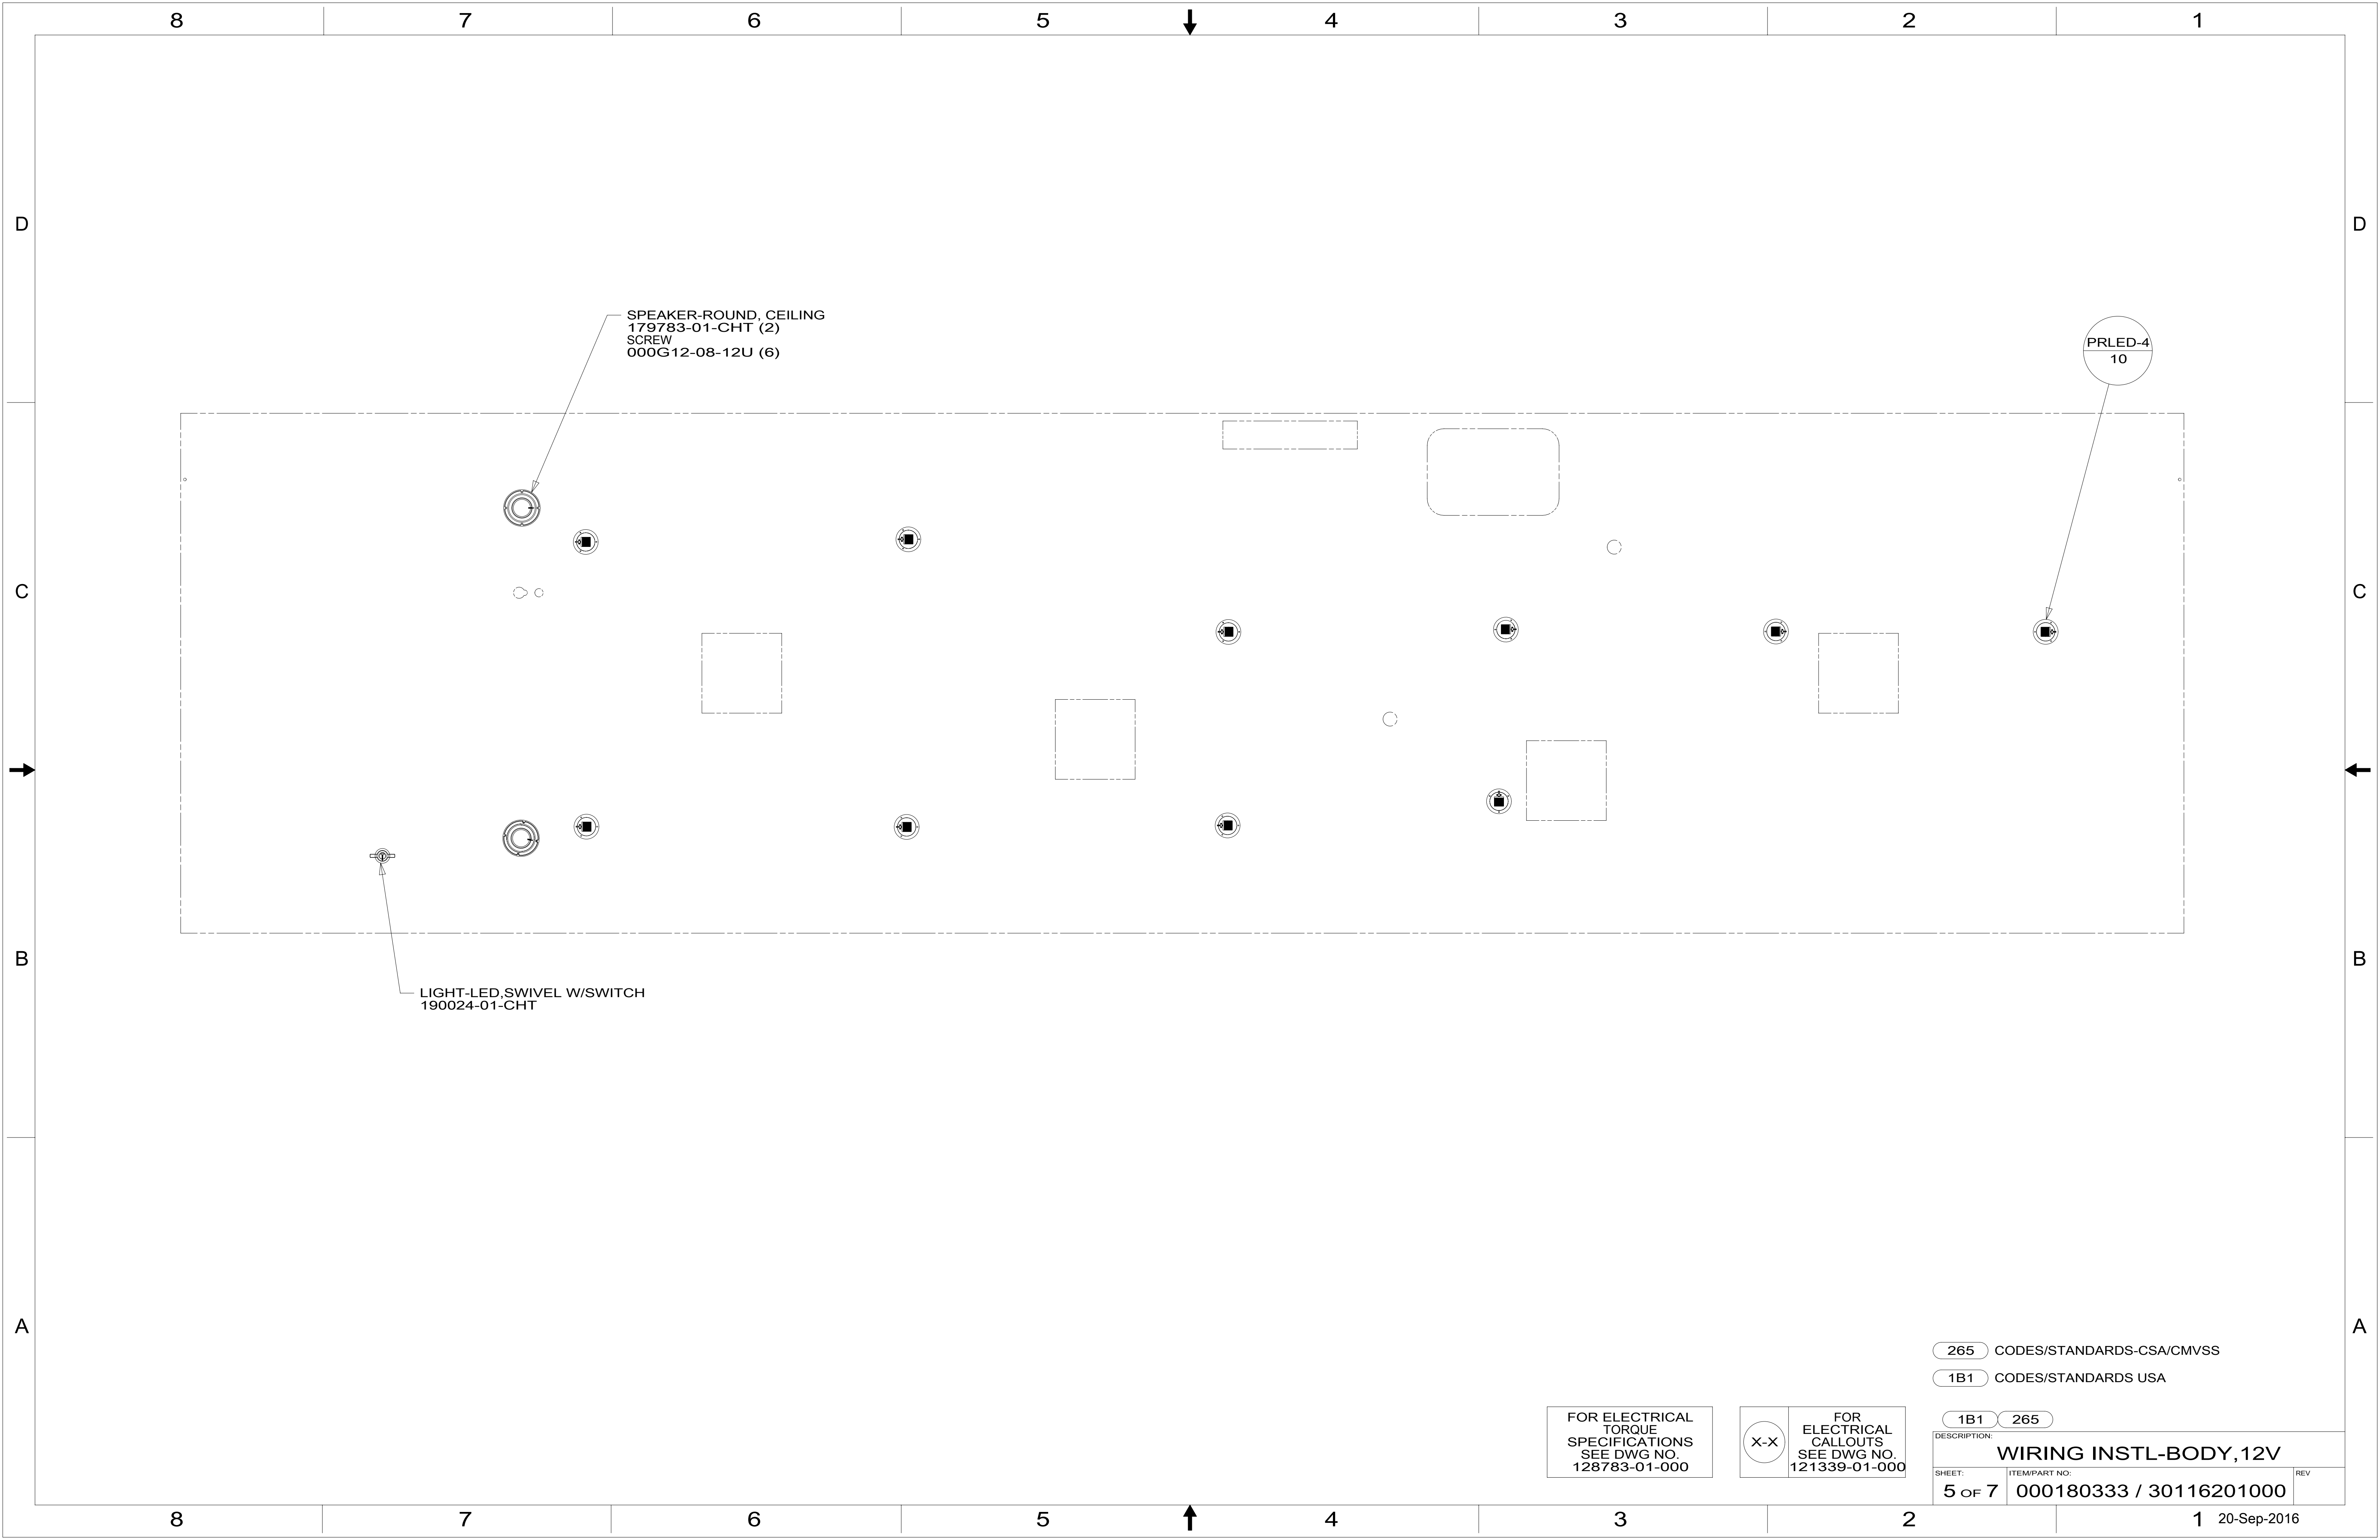 8 7 6 5 4 3 2 1
D D
SPEAKER-ROUND, CEILING
179783-01-CHT (2)
SCREW
000G12-08-12U (6)
PRLED-4
10
C C
B B
LIGHT-LED,SWIVEL W/SWITCH
190024-01-CHT
A A
265 CODES/STANDARDS-CSA/CMVSS
1B1 CODES/STANDARDS USA
FOR ELECTRICAL
TORQUE
SPECIFICATIONS
SEE DWG NO.
128783-01-000
X-X
FOR
ELECTRICAL
CALLOUTS
SEE DWG NO.
121339-01-000
1B1 265
DESCRIPTION:
WIRING INSTL-BODY,12V
SHEET:
5 OF 7
ITEM/PART NO:
000180333 / 30116201000
REV
8 7 6 5 4 3 2 1
20-Sep-2016